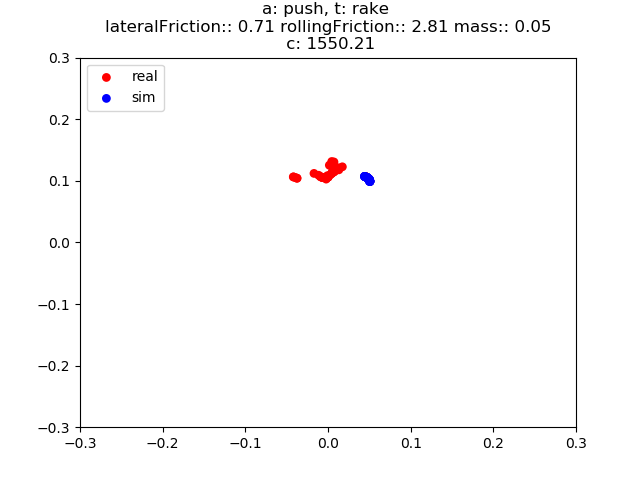 a: push, t: rake
lateralFriction:: 0.71 rollingFriction:: 2.81 mass:: 0.05
c: 1550.21
real
sim
0.3
0.2
0.1
0.0
−0.1
−0.2
−0.3
−0.3 −0.2 −0.1 0.0 0.1 0.2 0.3